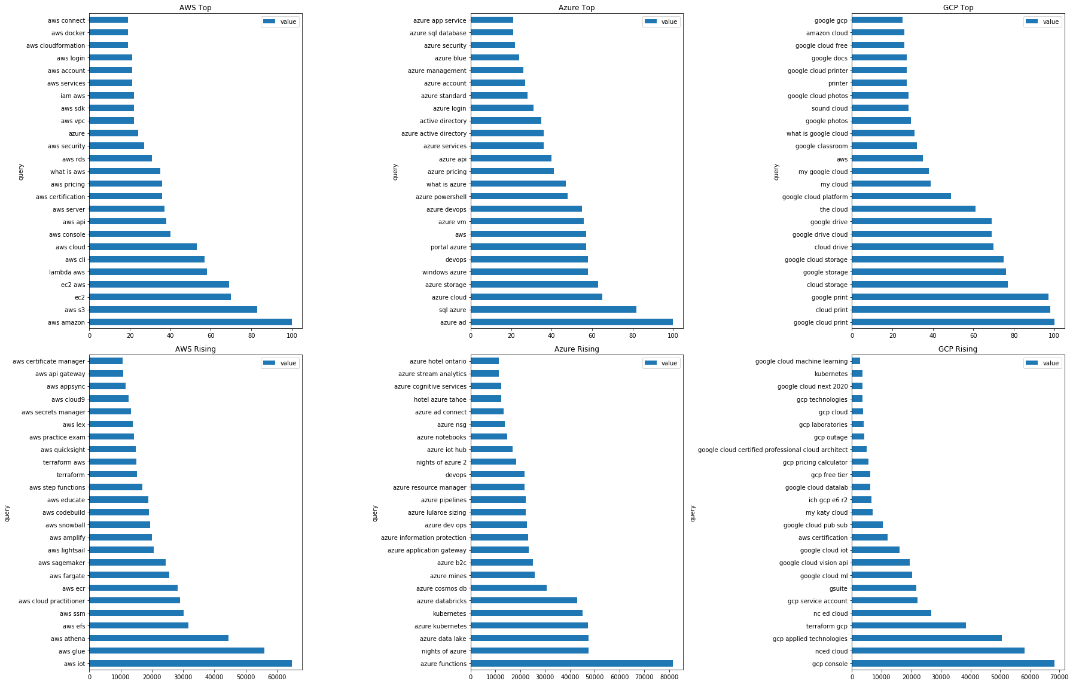 AWS Top
value
aws connect
aws docker
aws cloudformation
aws login
aws account
aws services
iam aws
aws sdk
aws vpc
azure
aws security
aws rds
what is aws
aws pricing
aws certification
aws server
aws api
aws console
aws cloud
aws cli
lambda aws
ec2 aws
ec2
aws s3
aws amazon
query
0 20 40 60 80 100
Azure Top
value
azure app service
azure sql database
azure security
azure blue
azure management
azure account
azure standard
azure login
active directory
azure active directory
azure services
azure api
azure pricing
what is azure
azure powershell
azure devops
azure vm
aws
portal azure
devops
windows azure
azure storage
azure cloud
sql azure
azure ad
query
0 20 40 60 80 100
GCP Top
value
google gcp
amazon cloud
google cloud free
google docs
google cloud printer
printer
google cloud photos
sound cloud
google photos
what is google cloud
google classroom
aws
my google cloud
my cloud
google cloud platform
the cloud
google drive
google drive cloud
cloud drive
google cloud storage
google storage
cloud storage
google print
cloud print
google cloud print
query
0 20 40 60 80 100
AWS Rising
value
aws certificate manager
aws api gateway
aws appsync
aws cloud9
aws secrets manager
aws lex
aws practice exam
aws quicksight
terraform aws
terraform
aws step functions
aws educate
aws codebuild
aws snowball
aws amplify
aws lightsail
aws sagemaker
aws fargate
aws ecr
aws cloud practitioner
aws ssm
aws efs
aws athena
aws glue
aws iot
query
0 10000 20000 30000 40000 50000 60000
Azure Rising
value
azure hotel ontario
azure stream analytics
azure cognitive services
hotel azure tahoe
azure ad connect
azure nsg
azure notebooks
azure iot hub
nights of azure 2
devops
azure resource manager
azure pipelines
azure lularoe sizing
azure dev ops
azure information protection
azure application gateway
azure b2c
azure mines
azure cosmos db
azure databricks
kubernetes
azure kubernetes
azure data lake
nights of azure
azure functions
query
0 10000 20000 30000 40000 50000 60000 70000 80000
GCP Rising
value
google cloud machine learning
kubernetes
google cloud next 2020
gcp technologies
gcp cloud
gcp laboratories
gcp outage
google cloud certified professional cloud architect
gcp pricing calculator
gcp free tier
google cloud datalab
ich gcp e6 r2
my katy cloud
google cloud pub sub
aws certification
google cloud iot
google cloud vision api
google cloud ml
gsuite
gcp service account
nc ed cloud
terraform gcp
gcp applied technologies
nced cloud
gcp console
query
0 10000 20000 30000 40000 50000 60000 70000